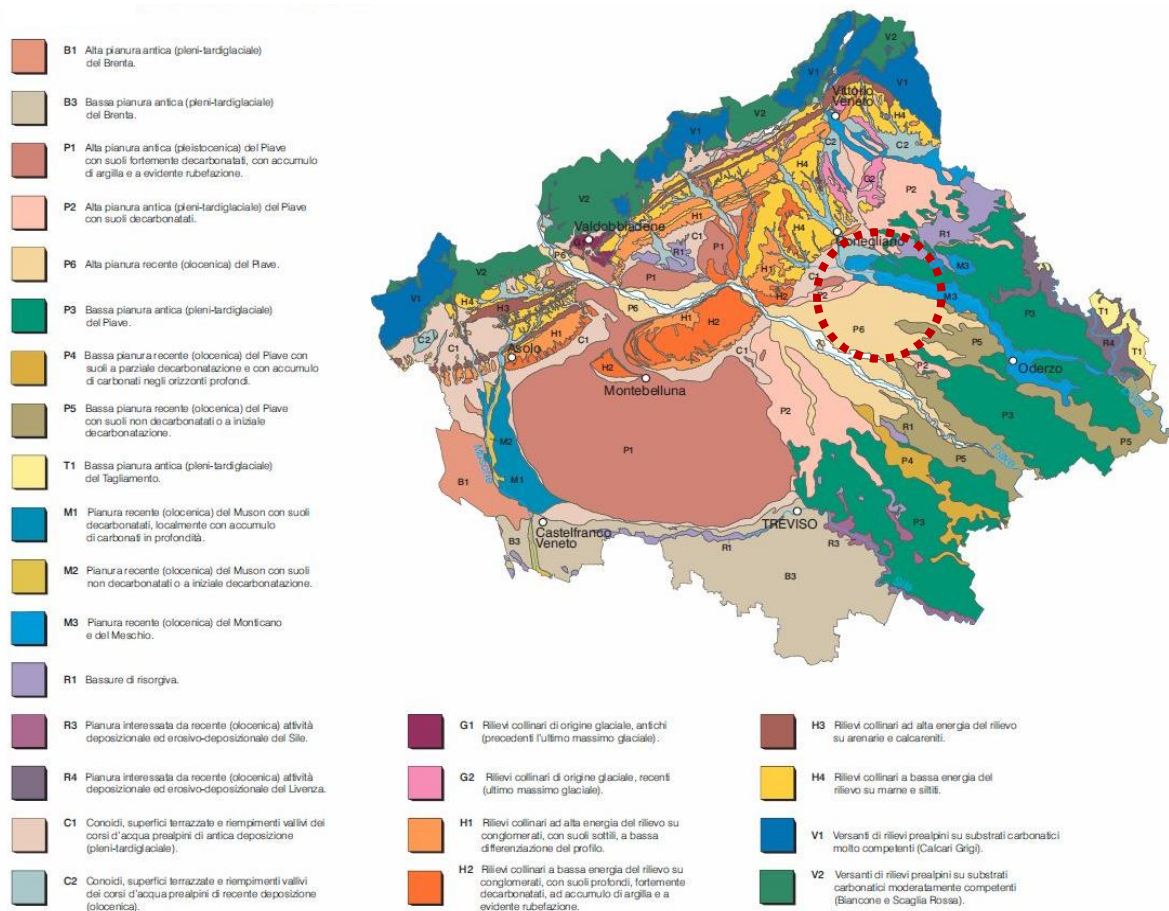 B1 Alta pianura antica (pleni-tardiglaciale)
del Brenta.
B3 Bassa pianura antica (pleni-tardiglaciale)
del Brenta.
P1 Alta pianura antica (pleistocenica) del Piave
con suoli fortemente decarbonatati, con accumulo
di argilla e a evidente rubefazione.
P2 Alta pianura antica (pleni-tardiglaciale) del Piave
con suoli decarbonatati.
P6 Alta pianura recente (olocenica) del Piave.
P3 Bassa pianura antica (pleni-tardiglaciale)
del Piave.
P4 Bassa pianura recente (olocenica) del Piave con
suoli a parziale decarbonatazione e con accumulo
di carbonati negli orizzonti profondi.
P5 Bassa pianura recente (olocenica) del Piave
con suoli non decarbonatati o a iniziale
decarbonatazione.
T1 Bassa pianura antica (pleni-tardiglaciale)
del Tagliamento.
M1 Pianura recente (olocenica) del Muson con suoli
decarbonatati, localmente con accumulo
di carbonati in profondità.
M2 Pianura recente (olocenica) del Muson con suoli
non decarbonatati o a iniziale decarbonatazione.
M3 Pianura recente (olocenica) del Monticano
e del Meschio.
R1 Bassure di risorgiva.
R3 Pianura interessata da recente (olocenica) attività
deposizionale ed erosivo-deposizionale del Sile.
R4 Pianura interessata da recente (olocenica) attività
deposizionale ed erosivo-deposizionale del Livenza.
C1 Conoidi, superfici terrazzate e riempimenti vallivi dei
corsi d'acqua prealpini di antica deposizione
(pleni-tardiglaciale).
C2 Conoidi, superfici terrazzate e riempimenti vallivi
dei corsi d'acqua prealpini di recente deposizione
(olocenica).
G1 Rilievi collinari di origine glaciale, antichi
(precedenti l'ultimo massimo glaciale).
G2 Rilievi collinari di origine glaciale, recenti
(ultimo massimo glaciale).
H1 Rilievi collinari ad alta energia del rilievo su
conglomerati, con suoli sottili, a bassa
differenziazione del profilo.
H2 Rilievi collinari a bassa energia del rilievo su
conglomerati, con suoli profondi, fortemente
decarbonatati, ad accumulo di argilla e a
evidente rubefazione.
H3 Rilievi collinari ad alta energia del rilievo
su arenarie e calcareniti.
H4 Rilievi collinari a bassa energia del
rilievo su marne e siltiti.
V1 Versanti di rilievi prealpini su substrati carbonatici
molto competenti (Calcari Grigi).
V2 Versanti di rilievi prealpini su substrati
carbonatici moderatamente competenti
(Biancone e Scaglia Rossa).
V2
V1
V1
Vittorio
Veneto
H4
V2
V1
C2
C2
H4
G2
P2
V2
Valdobbiadene
G1
H1
C1
R1
P1
H4
Conegliano
R1
M3
P6
P1
H1
C1
H2
P2
M3
P3
V1
V2
H4
H3
P6
H1
H2
P6
T1
R4
T1
C2
C1
Asolo
H1
C1
H2
Montebelluna
C1
P5
P2
Oderzo
P2
R1
P3
P5
M2
P1
P4
P5
Piave
B1
M1
Castelfranco
Veneto
TREVISO
B3
R1
R3
P3
B3
Sile